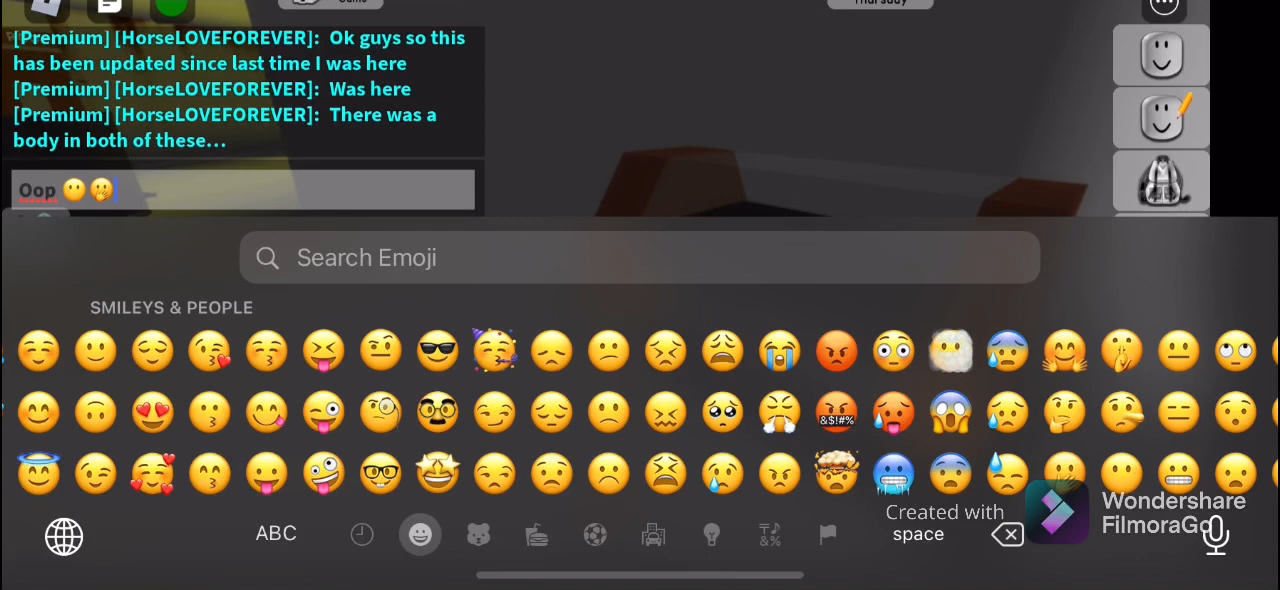 Thursday
[Premium] [HorseLOVEFOREVER]: Ok guys so this
has been updated since last time I was here
[Premium] [HorseLOVEFOREVER]: Was here
[Premium] [HorseLOVEFOREVER]: There was a
body in both of these...
Oop 😶🤭
Search Emoji
SMILEYS & PEOPLE
&$!#%
ABC
♪
&%
Created with
space
Wondershare
FilmoraGo